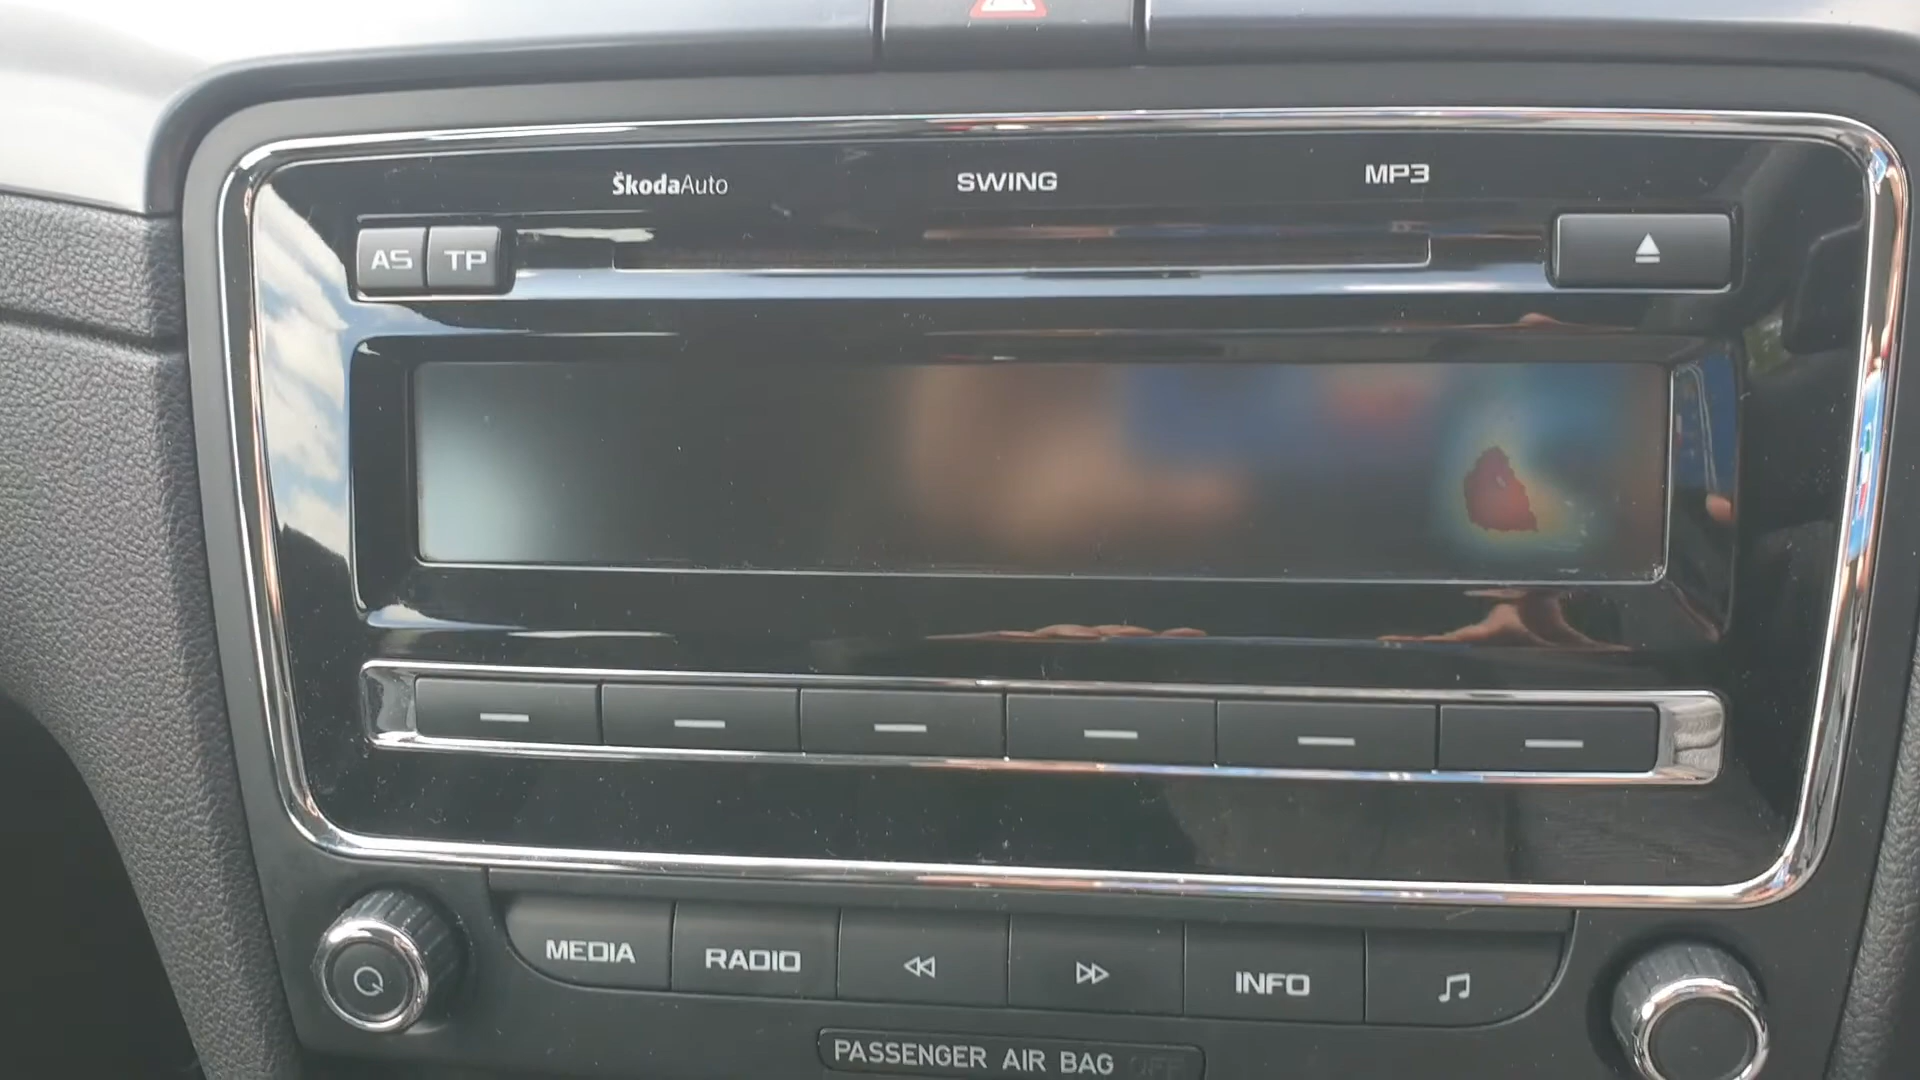 ŠkodaAuto SWING MP3
AS TP
MEDIA RADIO INFO
PASSENGER AIR BAG OFF